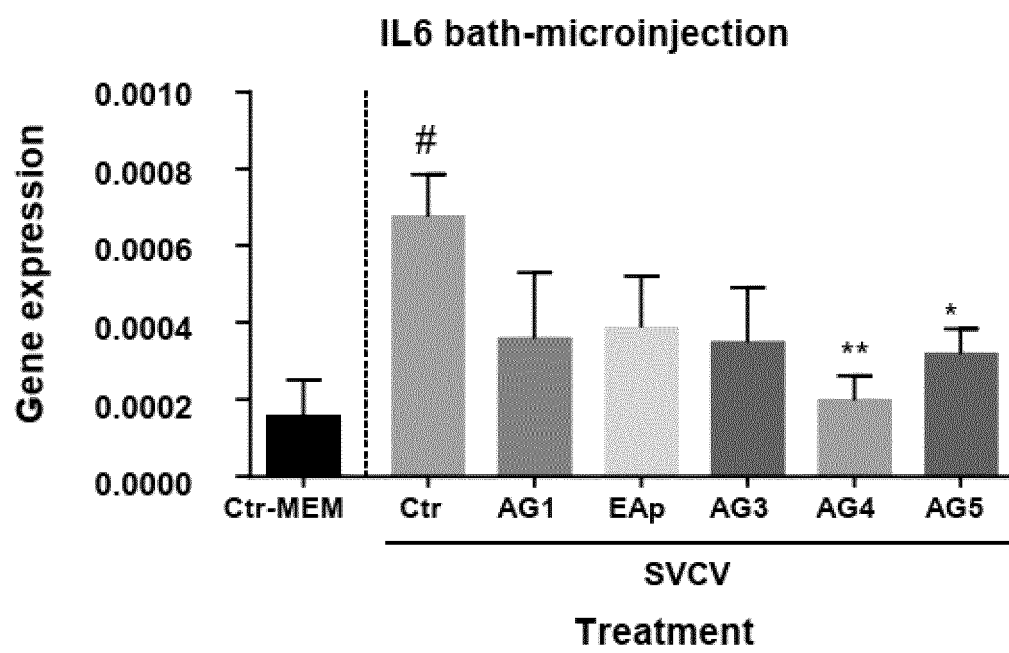 IL6 bath-microinjection
Gene expression
0.0010
0.0008
0.0006
0.0004
0.0002
0.0000
#
**
*
Ctr-MEM Ctr AG1 EAp AG3 AG4 AG5
SVCV
Treatment